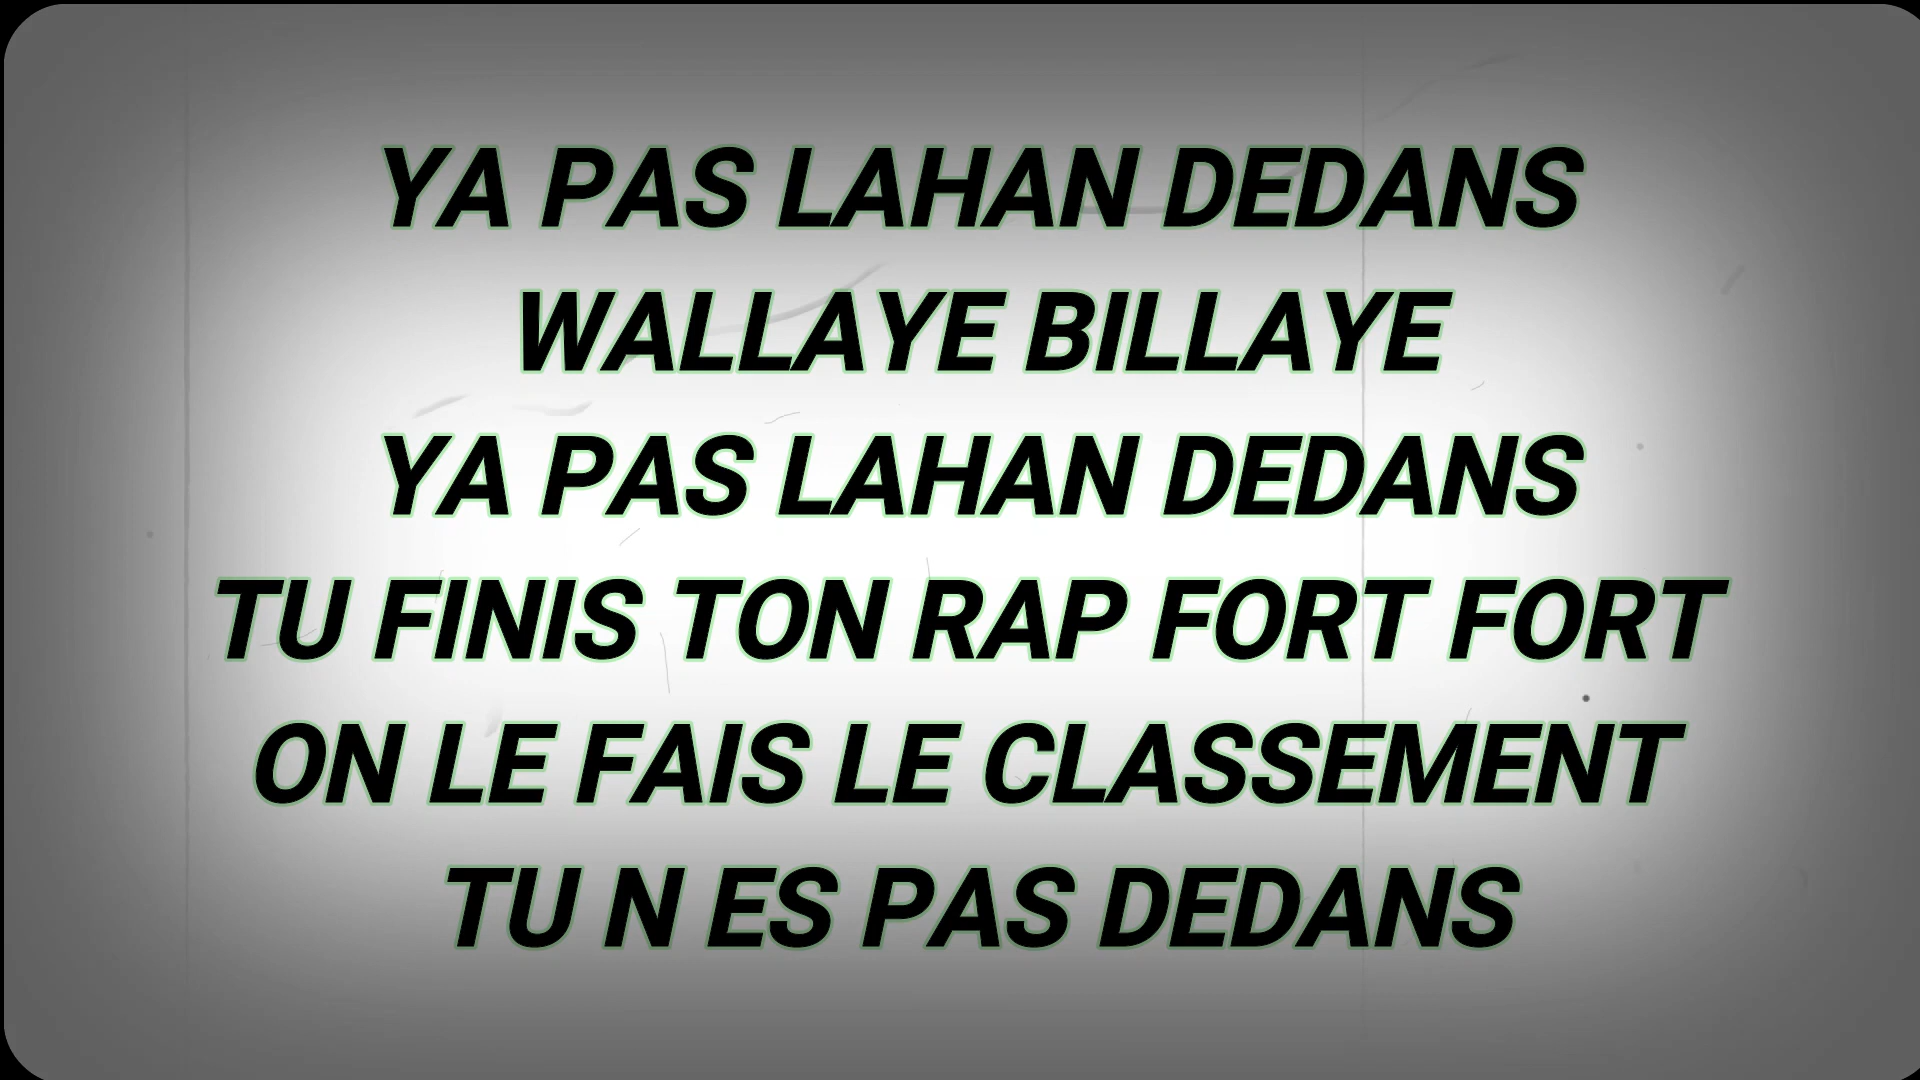 YA PAS LAHAN DEDANS
WALLAYE BILLAYE
YA PAS LAHAN DEDANS
TU FINIS TON RAP FORT FORT
ON LE FAIS LE CLASSEMENT
TU N ES PAS DEDANS